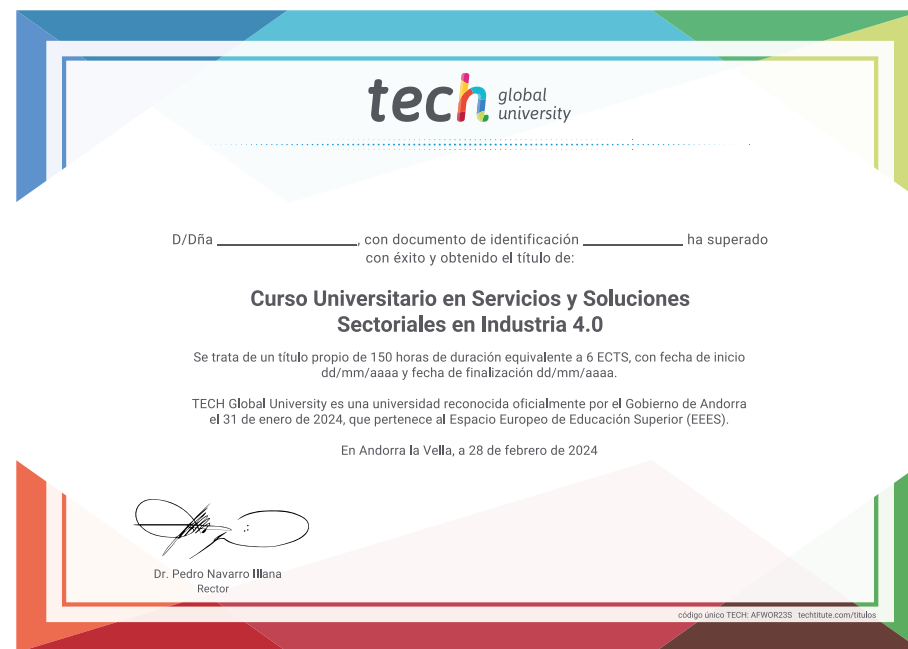 tech global university
D/Dña ________________, con documento de identificación ____________ ha superado
con éxito y obtenido el título de:
Curso Universitario en Servicios y Soluciones
Sectoriales en Industria 4.0
Se trata de un título propio de 150 horas de duración equivalente a 6 ECTS, con fecha de inicio
dd/mm/aaaa y fecha de finalización dd/mm/aaaa.
TECH Global University es una universidad reconocida oficialmente por el Gobierno de Andorra
el 31 de enero de 2024, que pertenece al Espacio Europeo de Educación Superior (EEES).
En Andorra la Vella, a 28 de febrero de 2024
Dr. Pedro Navarro Illana
Rector
código único TECH: AFWOR23S techtitute.com/titulos